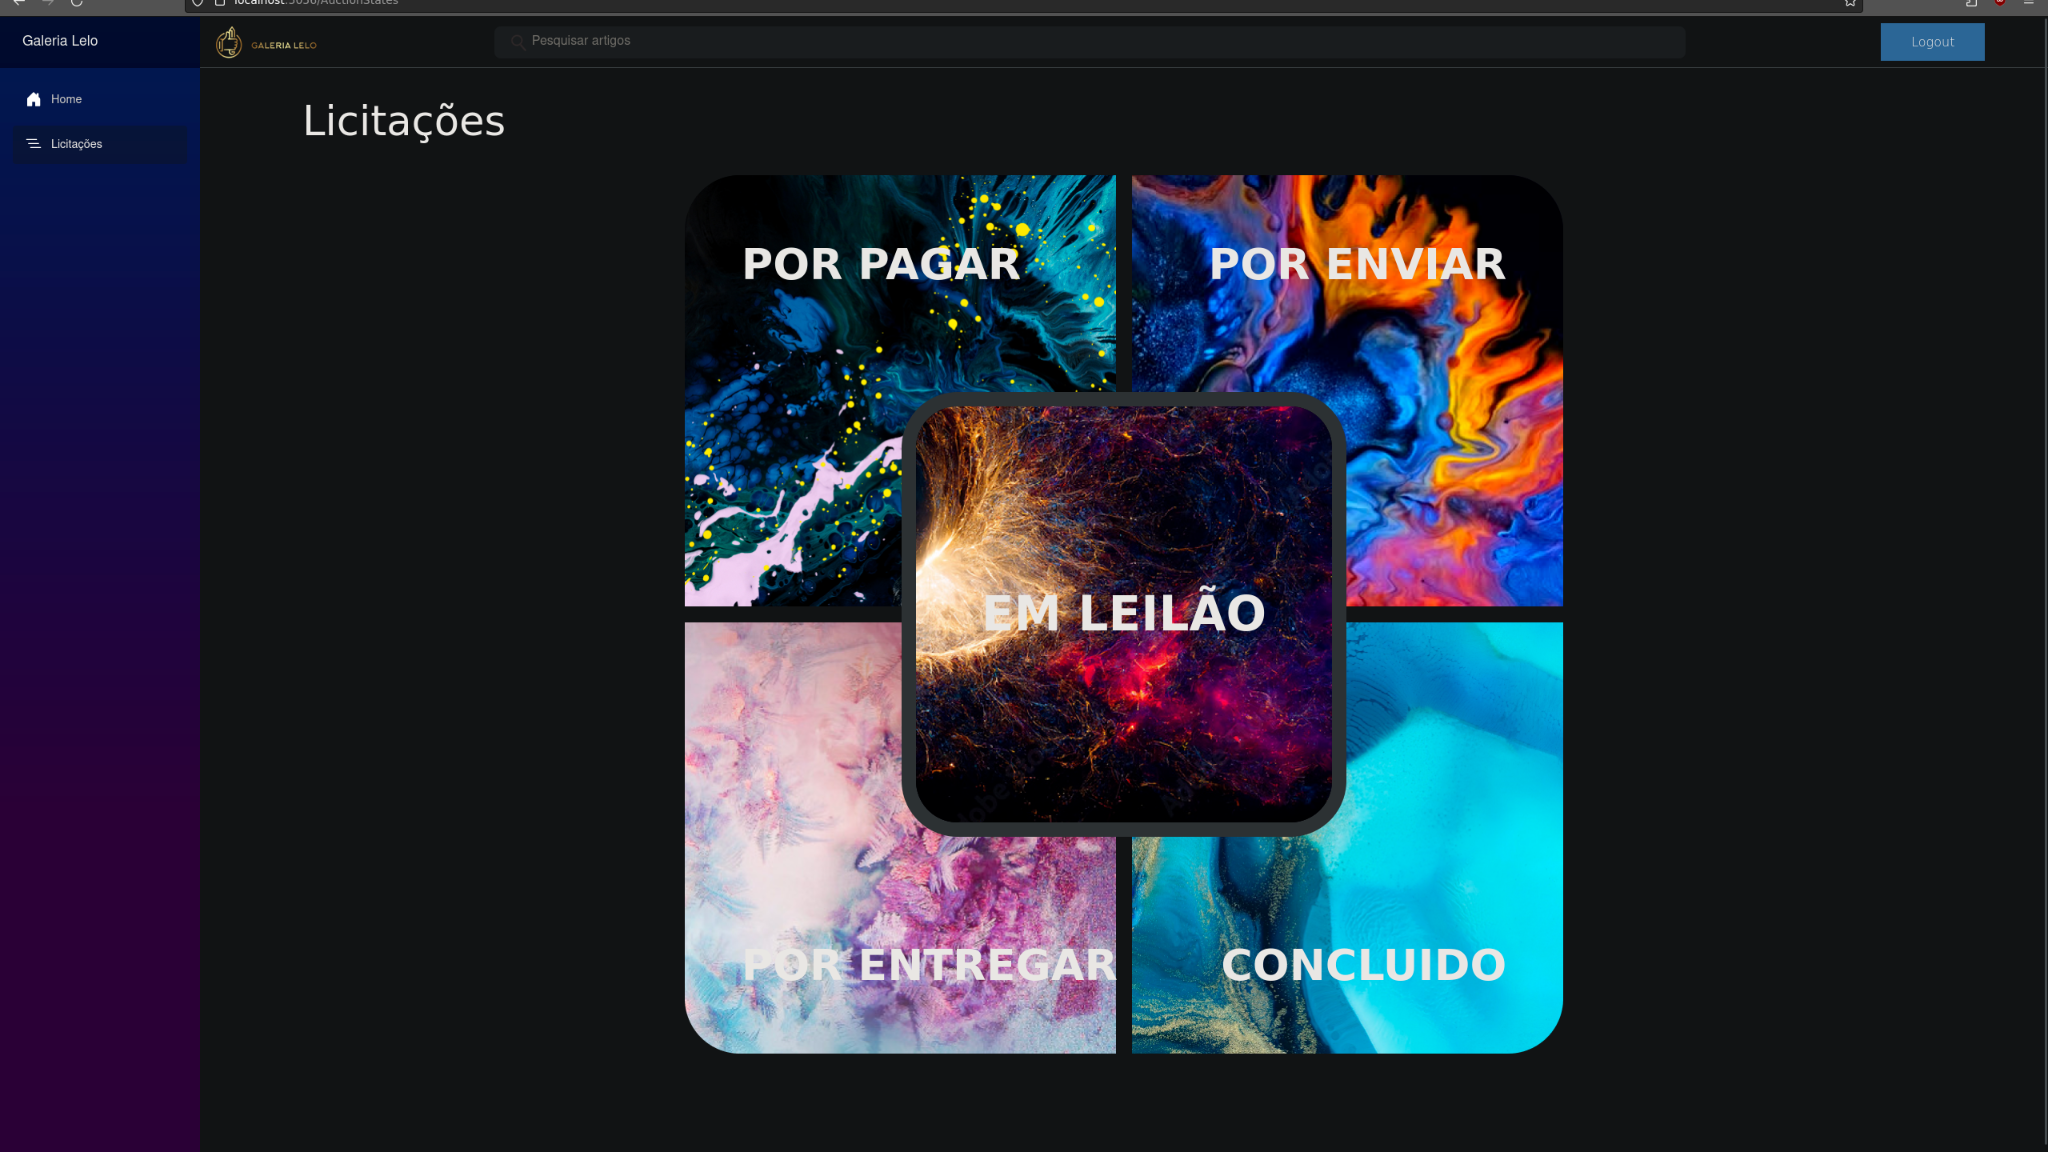 Galeria Lelo
GALERIA LELO
Pesquisar artigos
Logout
Home
Licitações
Licitações
POR PAGAR
POR ENVIAR
EM LEILÃO
POR ENTREGAR
CONCLUIDO